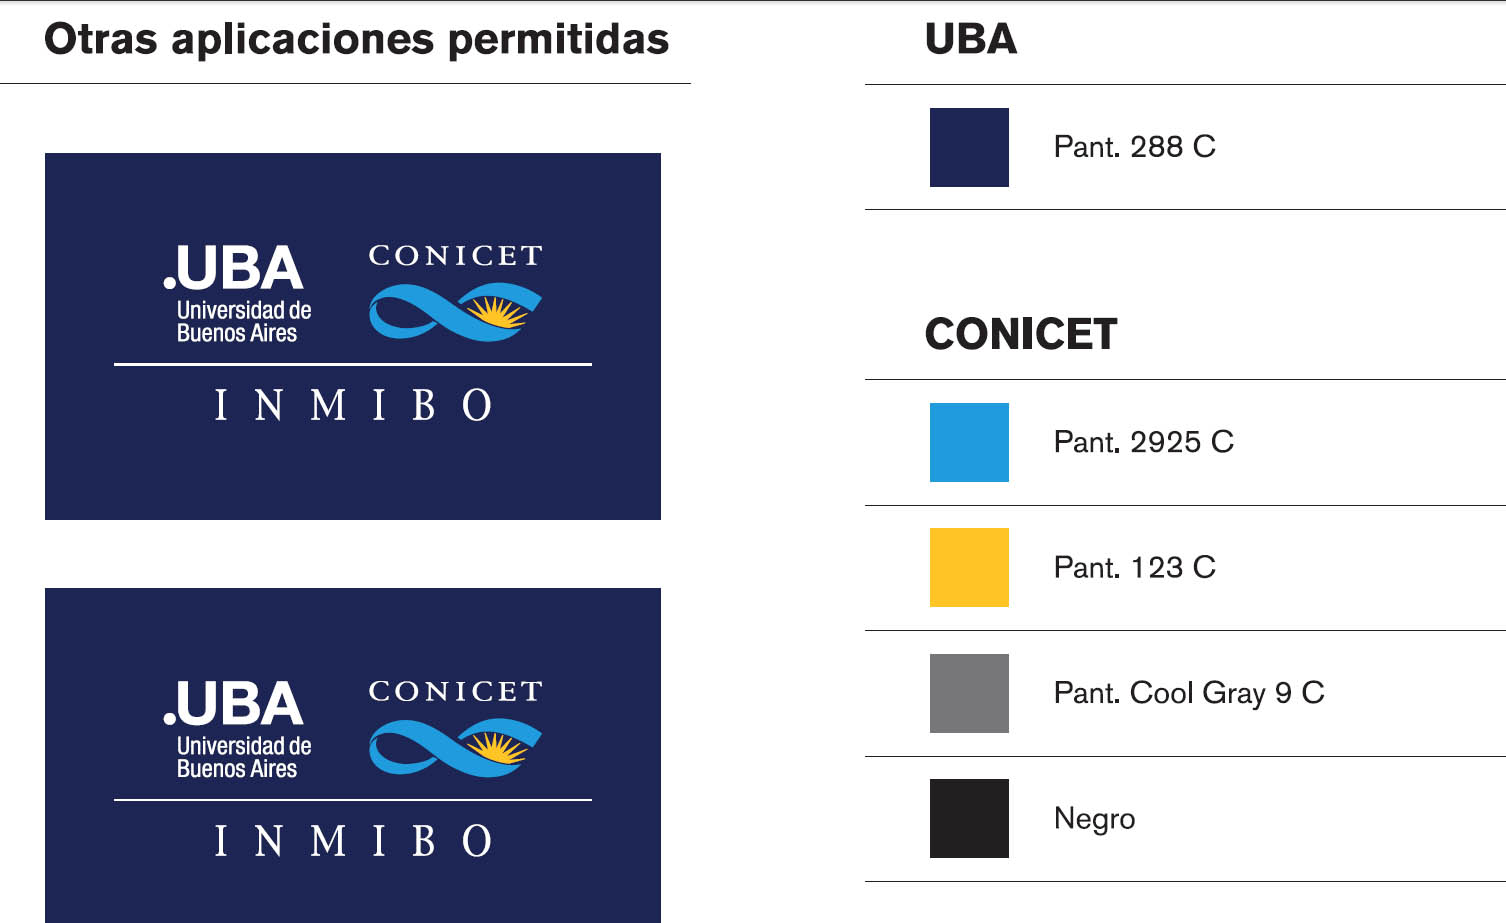 Otras aplicaciones permitidas
.UBA
Universidad de
Buenos Aires
CONICET
INMIBO
.UBA
Universidad de
Buenos Aires
CONICET
INMIBO
UBA
Pant. 288 C
CONICET
Pant. 2925 C
Pant. 123 C
Pant. Cool Gray 9 C
Negro